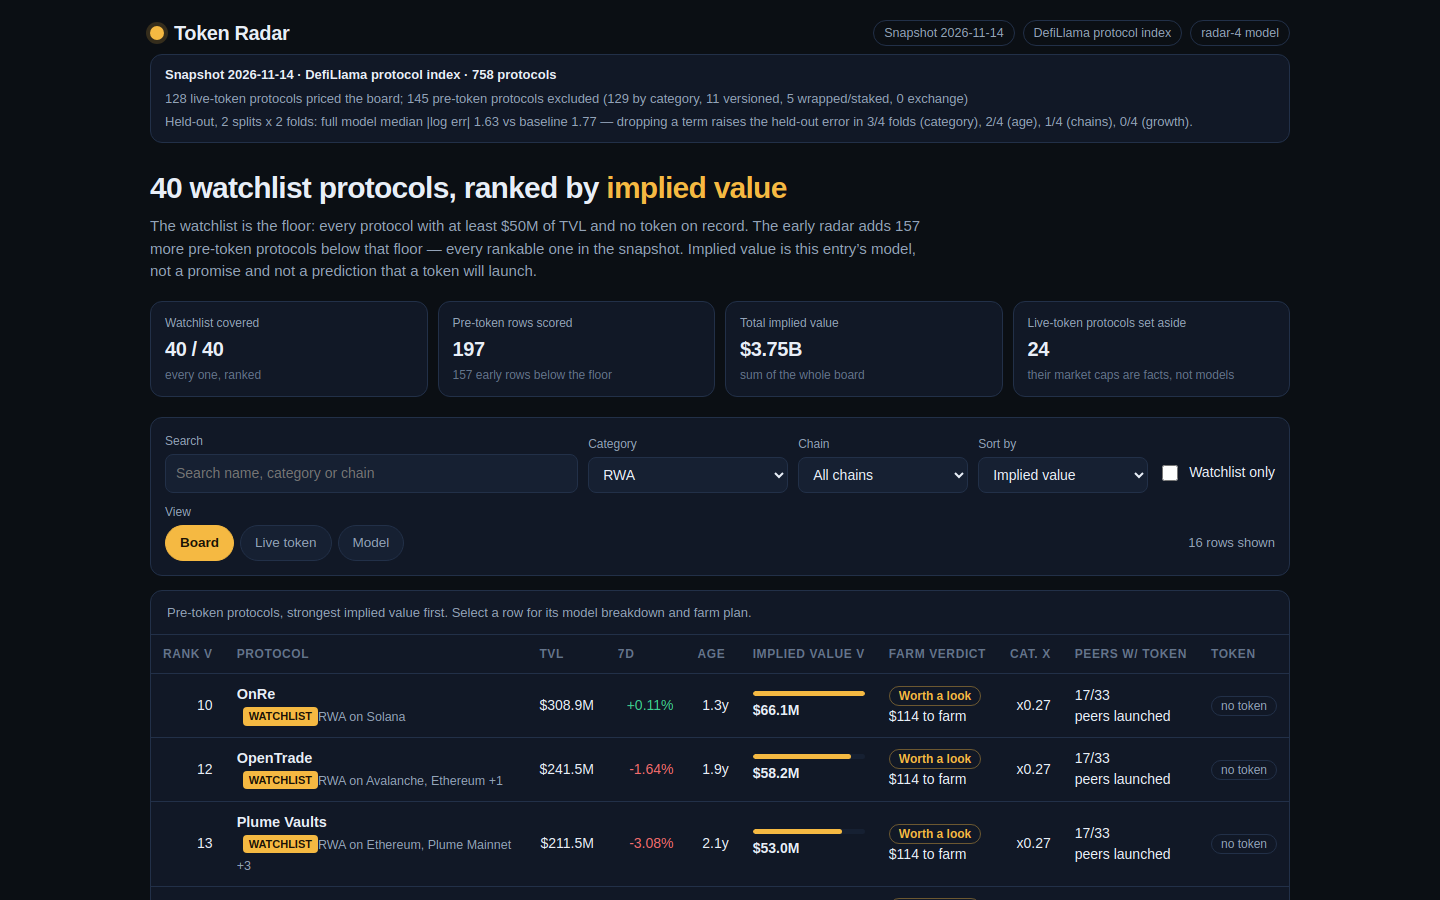 Token Radar
Snapshot 2026-11-14
DefiLlama protocol index
radar-4 model
Snapshot 2026-11-14 · DefiLlama protocol index · 758 protocols
128 live-token protocols priced the board; 145 pre-token protocols excluded (129 by category, 11 versioned, 5 wrapped/staked, 0 exchange)
Held-out, 2 splits x 2 folds: full model median |log err| 1.63 vs baseline 1.77 — dropping a term raises the held-out error in 3/4 folds (category), 2/4 (age), 1/4 (chains), 0/4 (growth).
40 watchlist protocols, ranked by implied value
The watchlist is the floor: every protocol with at least $50M of TVL and no token on record. The early radar adds 157
more pre-token protocols below that floor — every rankable one in the snapshot. Implied value is this entry's model,
not a promise and not a prediction that a token will launch.
Watchlist covered
40 / 40
every one, ranked
Pre-token rows scored
197
157 early rows below the floor
Total implied value
$3.75B
sum of the whole board
Live-token protocols set aside
24
their market caps are facts, not models
Search
Search name, category or chain
Category
RWA
Chain
All chains
Sort by
Implied value
Watchlist only
View
Board
Live token
Model
16 rows shown
Pre-token protocols, strongest implied value first. Select a row for its model breakdown and farm plan.
RANK V PROTOCOL TVL 7D AGE IMPLIED VALUE V FARM VERDICT CAT. X PEERS W/ TOKEN TOKEN
10
OnRe
WATCHLIST RWA on Solana
$308.9M
+0.11%
1.3y
$66.1M
Worth a look
$114 to farm
x0.27
17/33
peers launched
no token
12
OpenTrade
WATCHLIST RWA on Avalanche, Ethereum +1
$241.5M
-1.64%
1.9y
$58.2M
Worth a look
$114 to farm
x0.27
17/33
peers launched
no token
13
Plume Vaults
WATCHLIST RWA on Ethereum, Plume Mainnet
+3
$211.5M
-3.08%
2.1y
$53.0M
Worth a look
$114 to farm
x0.27
17/33
peers launched
no token